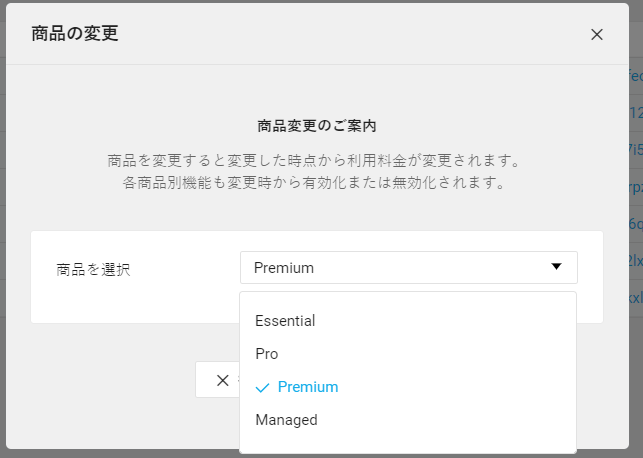 商品の変更
商品変更のご案内
商品を変更すると変更した時点から利用料金が変更されます。
各商品別機能も変更時から有効化または無効化されます。
商品を選択
Premium
Essential
Pro
Premium
Managed